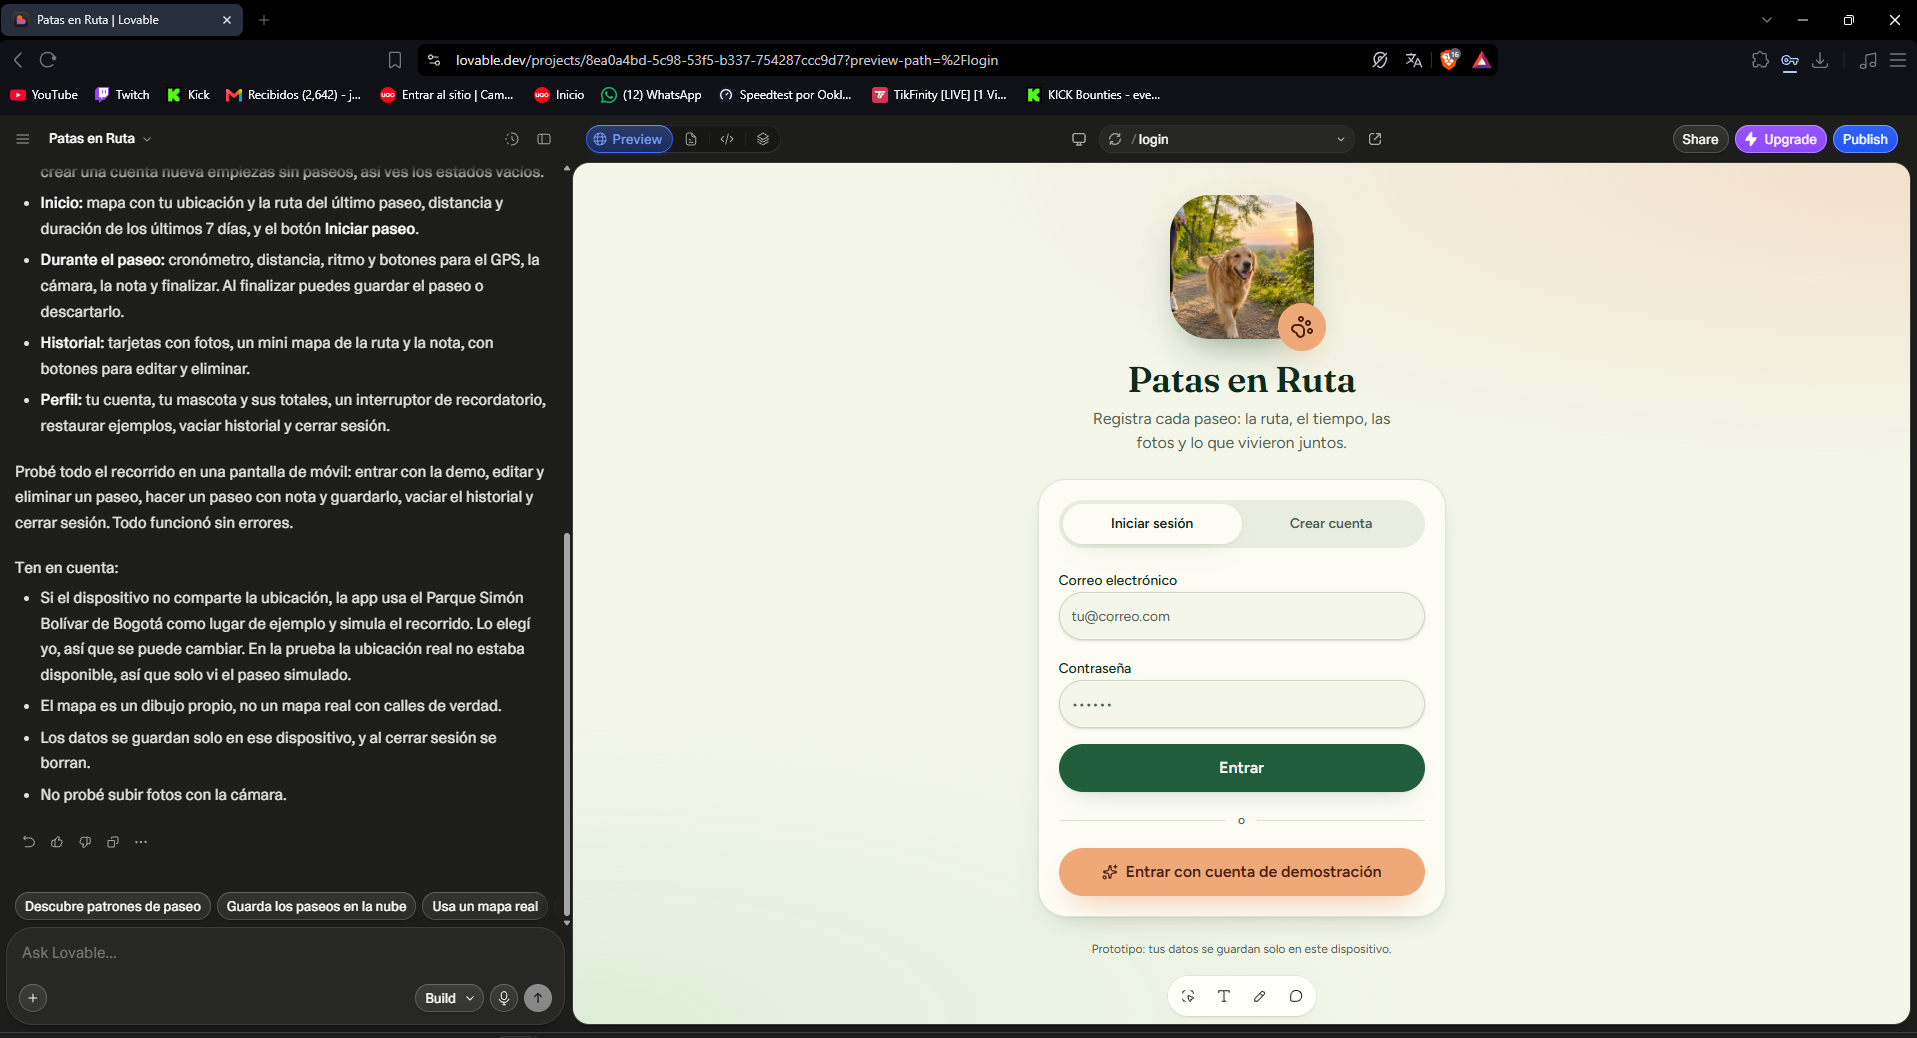 Patas en Ruta | Lovable
lovable.dev/projects/8ea0a4bd-5c98-53f5-b337-754287ccc9d7?preview-path=%2Flogin
16
YouTube
Twitch
Kick
Recibidos (2,642) - j...
Entrar al sitio | Cam...
Inicio
(12) WhatsApp
Speedtest por Ookl...
TikFinity [LIVE] [1 Vi...
KICK Bounties - eve...
Patas en Ruta
Preview
/ login
Share
Upgrade
Publish
crear una cuenta nueva empiezas sin paseos, así ves los estados vacíos.
• Inicio: mapa con tu ubicación y la ruta del último paseo, distancia y
duración de los últimos 7 días, y el botón Iniciar paseo.
• Durante el paseo: cronómetro, distancia, ritmo y botones para el GPS, la
cámara, la nota y finalizar. Al finalizar puedes guardar el paseo o
descartarlo.
• Historial: tarjetas con fotos, un mini mapa de la ruta y la nota, con
botones para editar y eliminar.
• Perfil: tu cuenta, tu mascota y sus totales, un interruptor de recordatorio,
restaurar ejemplos, vaciar historial y cerrar sesión.
Probé todo el recorrido en una pantalla de móvil: entrar con la demo, editar y
eliminar un paseo, hacer un paseo con nota y guardarlo, vaciar el historial y
cerrar sesión. Todo funcionó sin errores.
Ten en cuenta:
• Si el dispositivo no comparte la ubicación, la app usa el Parque Simón
Bolívar de Bogotá como lugar de ejemplo y simula el recorrido. Lo elegí
yo, así que se puede cambiar. En la prueba la ubicación real no estaba
disponible, así que solo vi el paseo simulado.
• El mapa es un dibujo propio, no un mapa real con calles de verdad.
• Los datos se guardan solo en ese dispositivo, y al cerrar sesión se
borran.
• No probé subir fotos con la cámara.
Descubre patrones de paseo
Guarda los paseos en la nube
Usa un mapa real
Ask Lovable...
Build
Patas en Ruta
Registra cada paseo: la ruta, el tiempo, las
fotos y lo que vivieron juntos.
Iniciar sesión
Crear cuenta
Correo electrónico
tu@correo.com
Contraseña
••••••
Entrar
o
Entrar con cuenta de demostración
Prototipo: tus datos se guardan solo en este dispositivo.